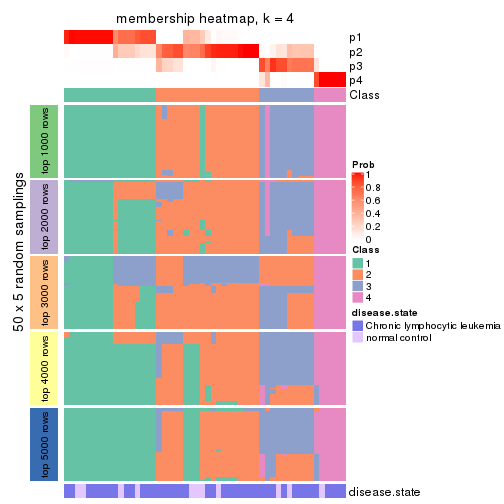 membership heatmap, k = 4
p1
p2
p3
p4
Class
50 x 5 random samplings
top 1000 rows
top 2000 rows
top 3000 rows
top 4000 rows
top 5000 rows
Prob
1
0.8
0.6
0.4
0.2
0
Class
1
2
3
4
disease.state
Chronic lymphocytic leukemia
normal control
disease.state